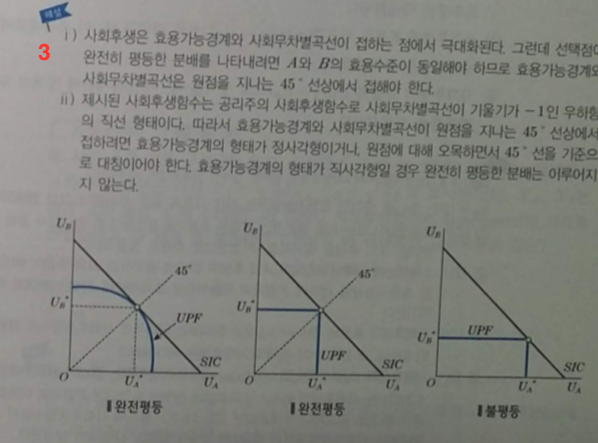 해설
3
i) 사회후생은 효용가능경계와 사회무차별곡선이 접하는 점에서 극대화된다. 그런데 선택점이
완전히 평등한 분배를 나타내려면 A와 B의 효용수준이 동일해야 하므로 효용가능경계와
사회무차별곡선은 원점을 지나는 45° 선상에서 접해야 한다.
ii) 제시된 사회후생함수는 공리주의 사회후생함수로 사회무차별곡선이 기울기가 -1인 우하향
의 직선 형태이다. 따라서 효용가능경계와 사회무차별곡선이 원점을 지나는 45° 선상에서
접하려면 효용가능경계의 형태가 정사각형이거나, 원점에 대해 오목하면서 45° 선을 기준으
로 대칭이어야 한다. 효용가능경계의 형태가 직사각형일 경우 완전히 평등한 분배는 이루어지
지 않는다.
U_B U_B U_B
45° 45°
U_B* U_B* U_B*
UPF UPF UPF
SIC SIC SIC
O U_A* U_A O U_A* U_A O U_A* U_A
완전평등 완전평등 불평등